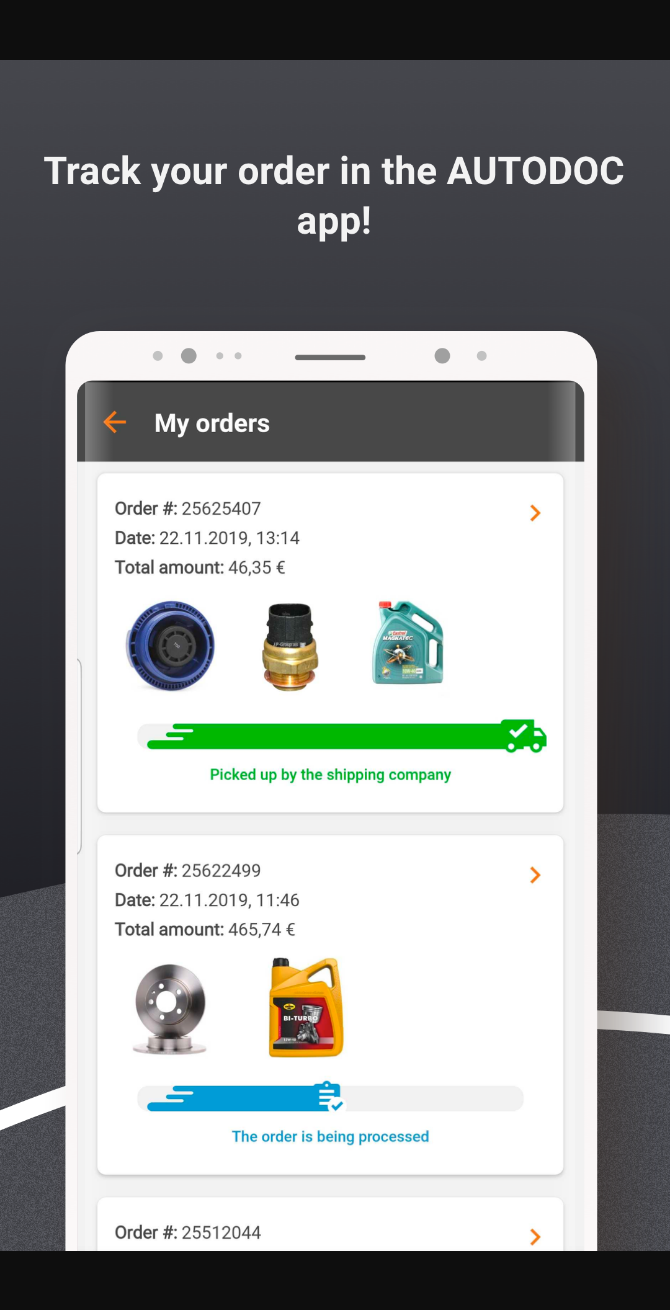 Track your order in the AUTODOC
app!
My orders
Order #: 25625407
Date: 22.11.2019, 13:14
Total amount: 46,35 €
Castrol
MAGNATEC
Picked up by the shipping company
Order #: 25622499
Date: 22.11.2019, 11:46
Total amount: 465,74 €
BI-TURBO
The order is being processed
Order #: 25512044